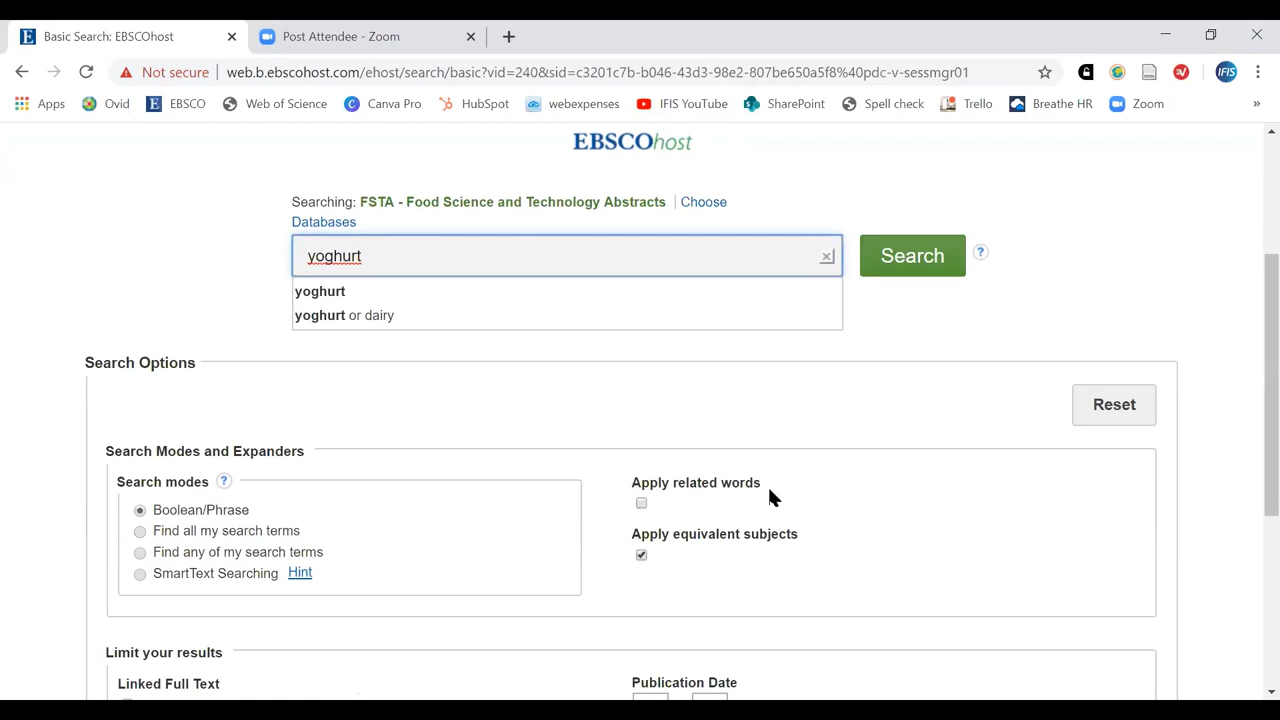 Basic Search: EBSCOhost
Post Attendee - Zoom
Not secure
web.b.ebscohost.com/ehost/search/basic?vid=240&sid=c3201c7b-b046-43d3-98e2-807be650a5f8%40pdc-v-sessmgr01
IFIS
Apps Ovid EBSCO Web of Science Canva Pro HubSpot webexpenses IFIS YouTube SharePoint Spell check Trello Breathe HR Zoom »
EBSCOhost
Searching: FSTA - Food Science and Technology Abstracts | Choose
Databases
yoghurt
Search ?
yoghurt
yoghurt or dairy
Search Options
Reset
Search Modes and Expanders
Search modes ?
Boolean/Phrase
Find all my search terms
Find any of my search terms
SmartText Searching Hint
Apply related words
Apply equivalent subjects
Limit your results
Linked Full Text
Publication Date